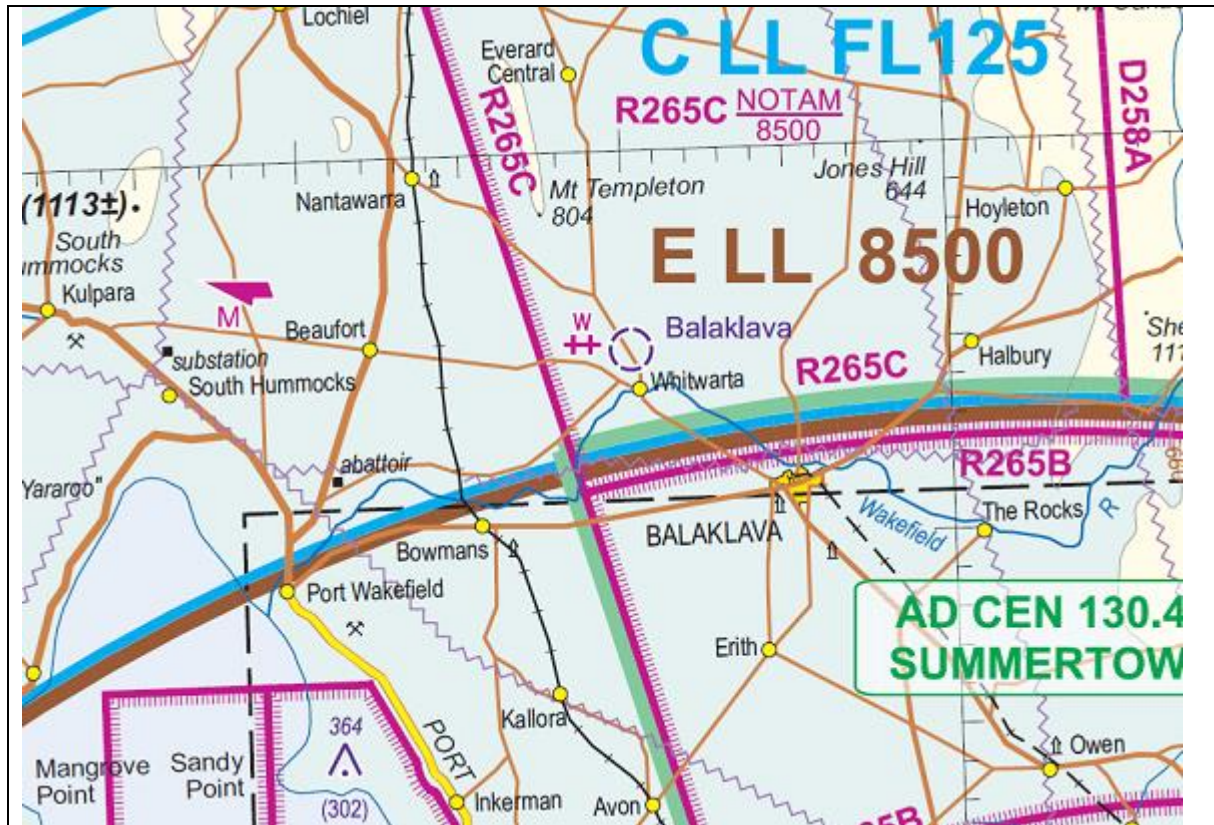 Lochiel
Everard
Central
C LL FL125
R265C NOTAM
8500
R265C
D258A
Nantawarra
Mt Templeton
804
Jones Hill
644
Hoyleton
(1113±)
South
ummocks
Kulpara
E LL 8500
M
Beaufort
W
Balaklava
substation
South Hummocks
Whitwarta
R265C
Halbury
She
111
abattoir
Yararoo"
R265B
BALAKLAVA
Wakefield
The Rocks
R
Bowmans
Port Wakefield
AD CEN 130.4
SUMMERTOW
Erith
Kallora
PORT
364
(302)
Mangrove
Point
Sandy
Point
Inkerman
Avon
Owen